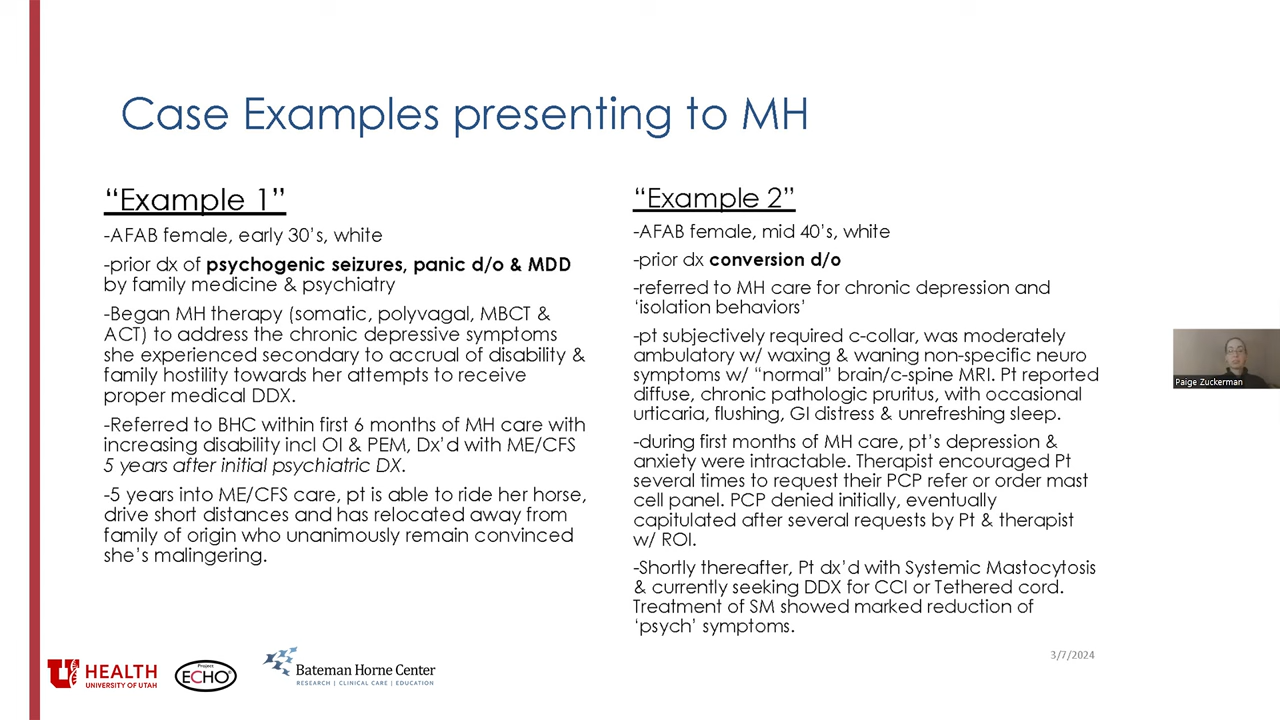 Case Examples presenting to MH
“Example 1”
-AFAB female, early 30’s, white
-prior dx of psychogenic seizures, panic d/o & MDD
by family medicine & psychiatry
-Began MH therapy (somatic, polyvagal, MBCT &
ACT) to address the chronic depressive symptoms
she experienced secondary to accrual of disability &
family hostility towards her attempts to receive
proper medical DDX.
-Referred to BHC within first 6 months of MH care with
increasing disability incl OI & PEM, Dx’d with ME/CFS
5 years after initial psychiatric DX.
-5 years into ME/CFS care, pt is able to ride her horse,
drive short distances and has relocated away from
family of origin who unanimously remain convinced
she’s malingering.
“Example 2”
-AFAB female, mid 40’s, white
-prior dx conversion d/o
-referred to MH care for chronic depression and
‘isolation behaviors’
-pt subjectively required c-collar, was moderately
ambulatory w/ waxing & waning non-specific neuro
symptoms w/ “normal” brain/c-spine MRI. Pt reported
diffuse, chronic pathologic pruritus, with occasional
urticaria, flushing, GI distress & unrefreshing sleep.
-during first months of MH care, pt’s depression &
anxiety were intractable. Therapist encouraged Pt
several times to request their PCP refer or order mast
cell panel. PCP denied initially, eventually
capitulated after several requests by Pt & therapist
w/ ROI.
-Shortly thereafter, Pt dx’d with Systemic Mastocytosis
& currently seeking DDX for CCI or Tethered cord.
Treatment of SM showed marked reduction of
‘psych’ symptoms.
Paige Zuckerman
3/7/2024
U HEALTH
UNIVERSITY OF UTAH
Project
ECHO
Bateman Horne Center
RESEARCH | CLINICAL CARE | EDUCATION